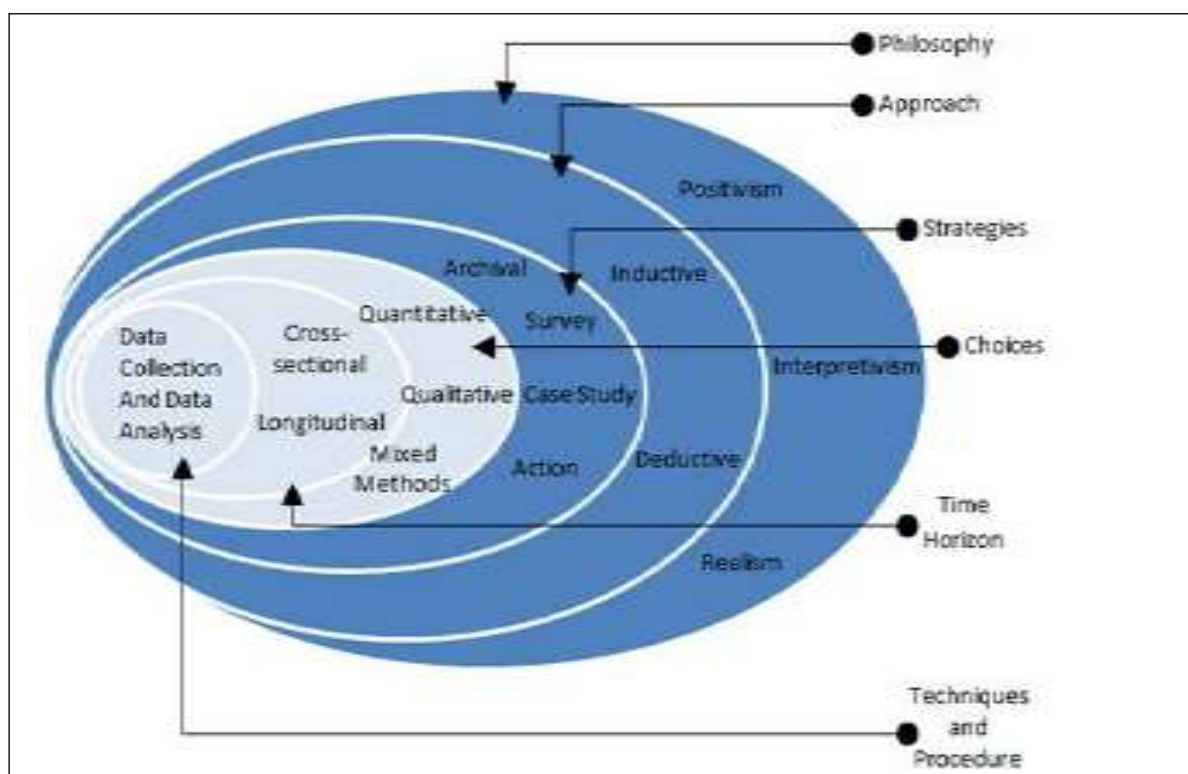 Philosophy
Approach
Positivism
Strategies
Archival
Inductive
Quantitative
Survey
Data
Collection
And Data
Analysis
Cross-
sectional
Choices
Interpretivism
Qualitative
Case Study
Longitudinal
Mixed
Methods
Action
Deductive
Time
Horizon
Realism
Techniques
and
Procedure